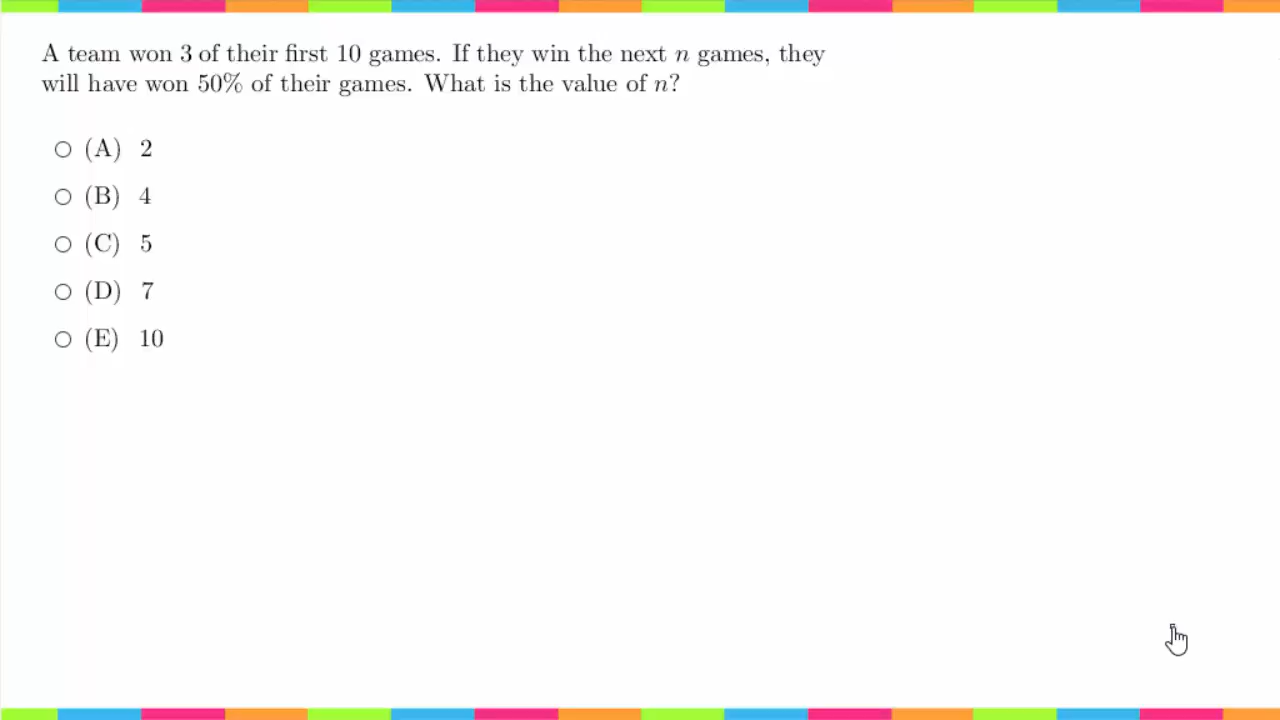 A team won 3 of their first 10 games. If they win the next n games, they
will have won 50% of their games. What is the value of n?
(A) 2
(B) 4
(C) 5
(D) 7
(E) 10